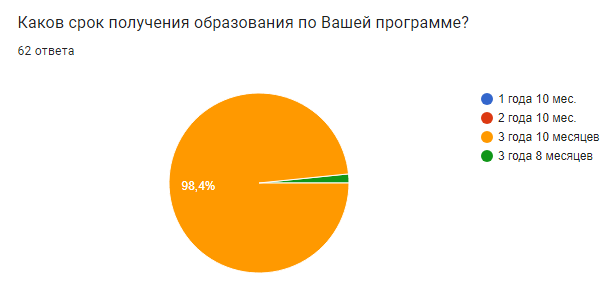 Каков срок получения образования по Вашей программе?
62 ответа
98,4%
1 года 10 мес.
2 года 10 мес.
3 года 10 месяцев
3 года 8 месяцев